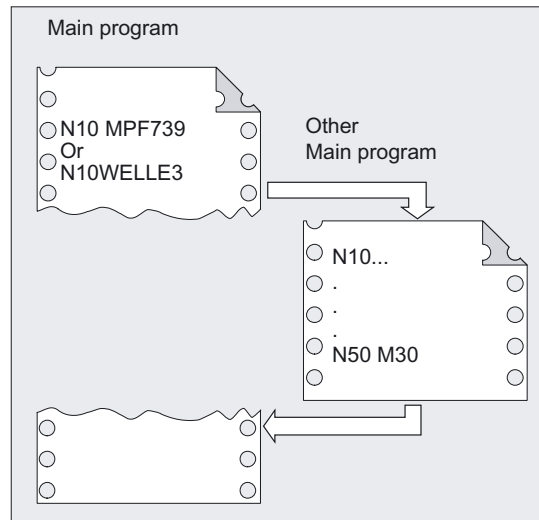 Main program
N10 MPF739
Or
N10WELLE3
Other
Main program
N10...
.
.
.
N50 M30